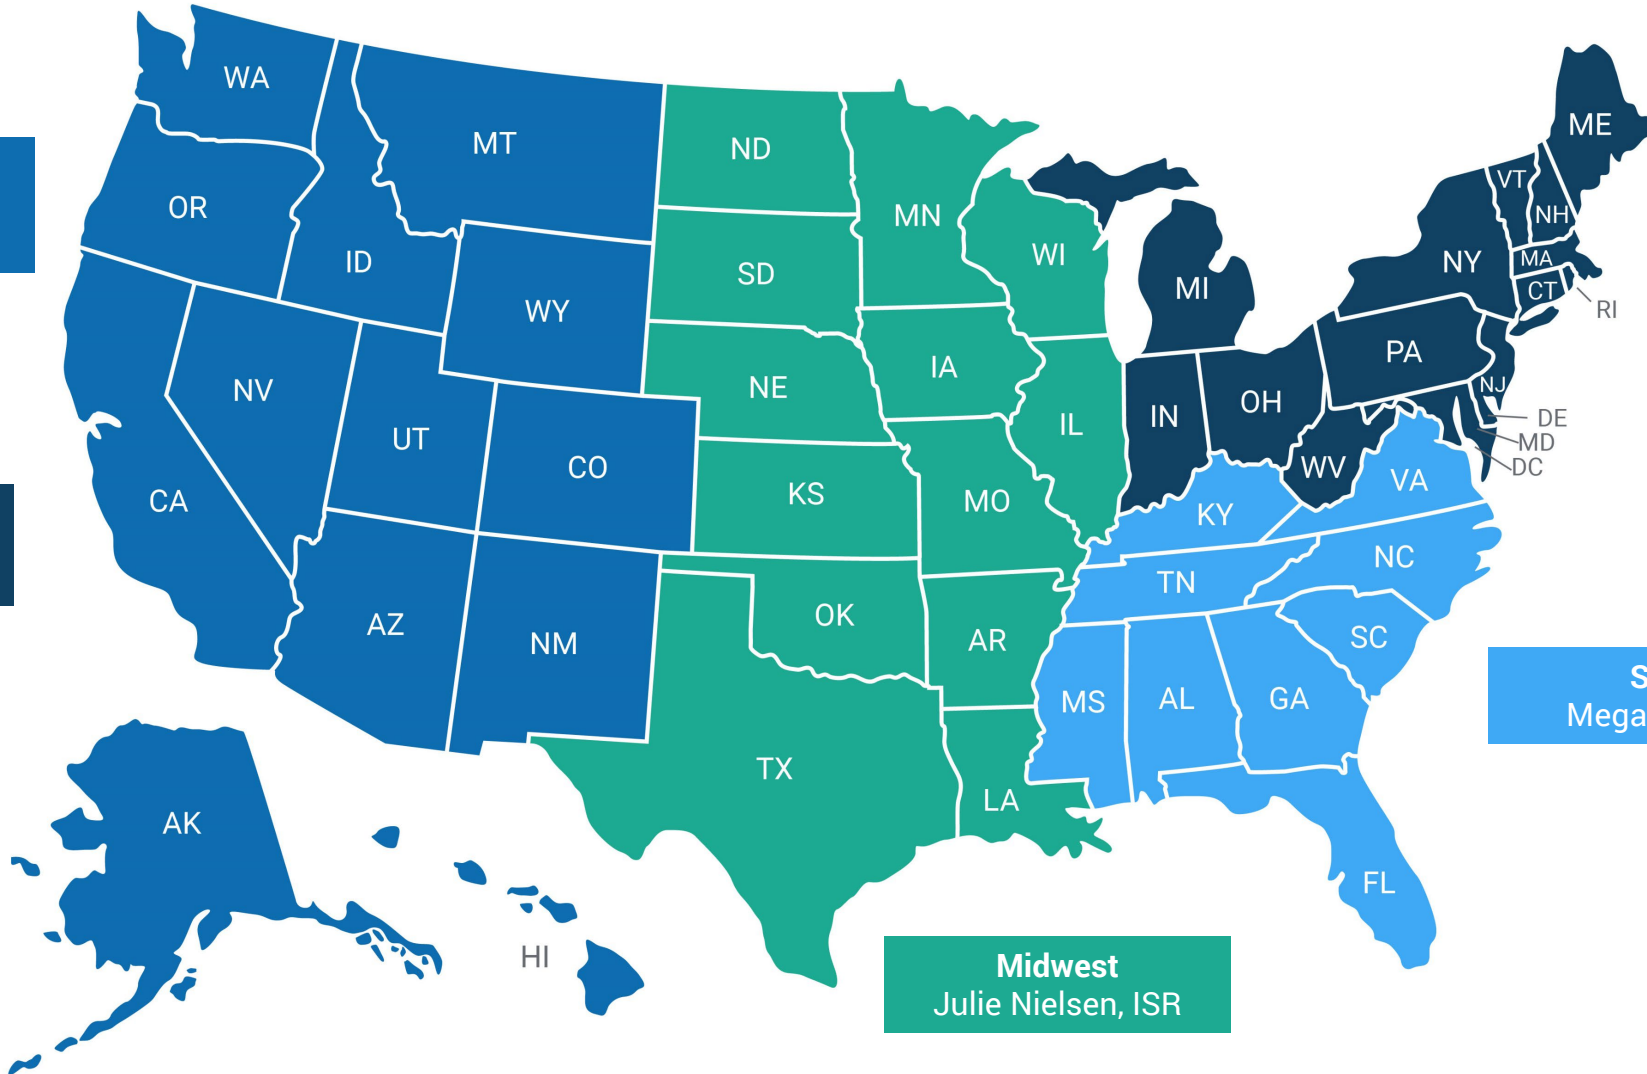 WA
MT
ND
MN
ME
VT
NH
OR
ID
SD
WI
MI
NY
MA
CT
RI
WY
IA
PA
NV
NE
IL
IN
OH
NJ
DE
MD
DC
UT
CO
KS
MO
WV
VA
CA
KY
NC
TN
AZ
NM
OK
AR
SC
MS
AL
GA
S
Mega
TX
LA
AK
FL
HI
Midwest
Julie Nielsen, ISR